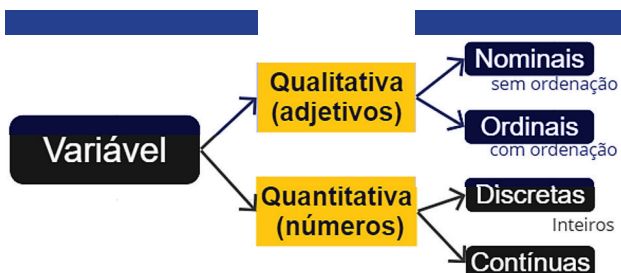 Variável
Qualitativa
(adjetivos)
Nominais
sem ordenação
Ordinais
com ordenação
Quantitativa
(números)
Discretas
Inteiros
Contínuas